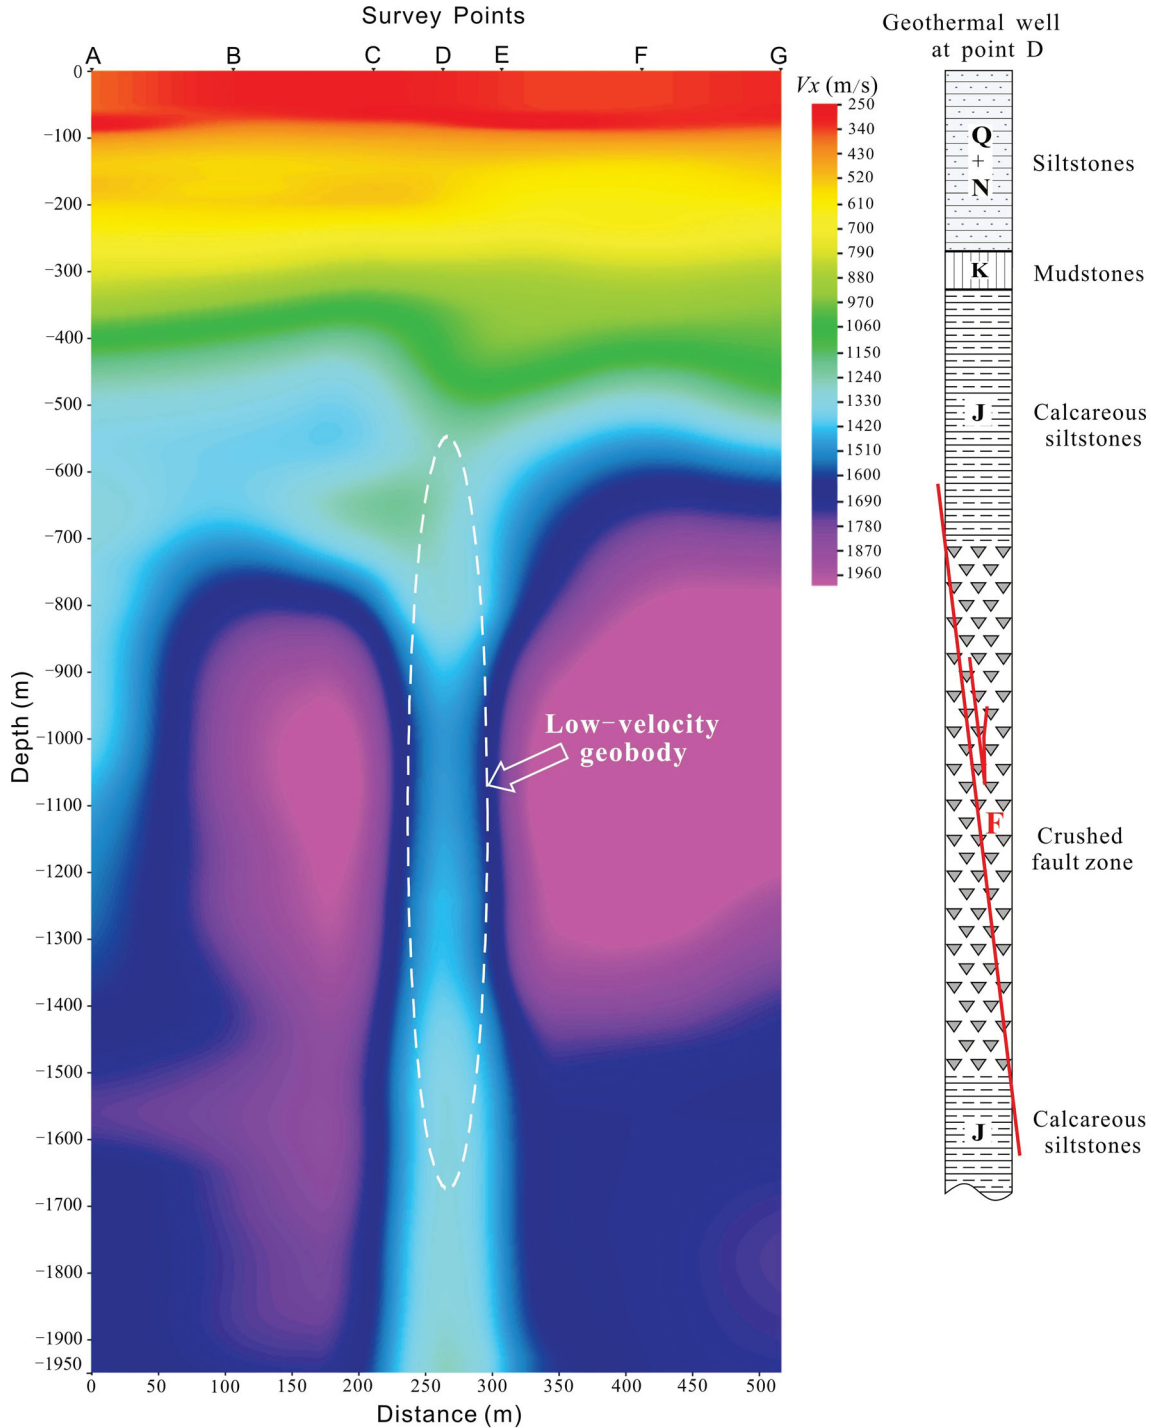 Survey Points
A B C D E F G
0
−100
−200
−300
−400
−500
−600
−700
−800
−900
−1000
−1100
−1200
−1300
−1400
−1500
−1600
−1700
−1800
−1900
−1950
Depth (m)
0 50 100 150 200 250 300 350 400 450 500
Distance (m)
Low−velocity
geobody
Vx (m/s)
250
340
430
520
610
700
790
880
970
1060
1150
1240
1330
1420
1510
1600
1690
1780
1870
1960
Geothermal well
at point D
Q
+
N
Siltstones
K
Mudstones
J
Calcareous
siltstones
F
Crushed
fault zone
J
Calcareous
siltstones